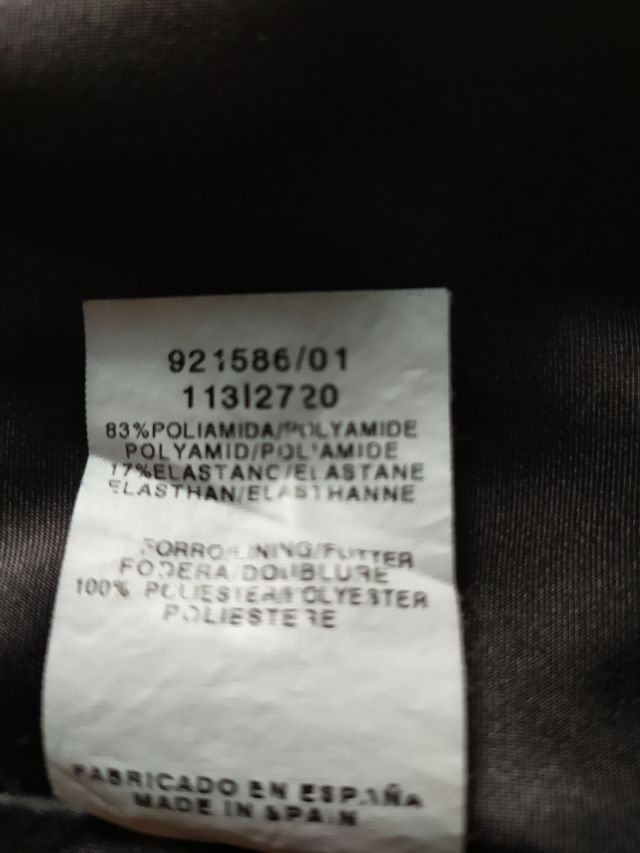 921586/01
113I2720
83%POLIAMIDA/POLYAMIDE
POLYAMID/POLYAMIDE
17%ELASTANO/ELASTANE
ELASTHAN/ELASTHANNE
FORRO/LINING/FUTTER
FODERA/DOUBLURE
100% POLIESTER/POLYESTER
POLIESTERE
FABRICADO EN ESPAÑA
MADE IN SPAIN